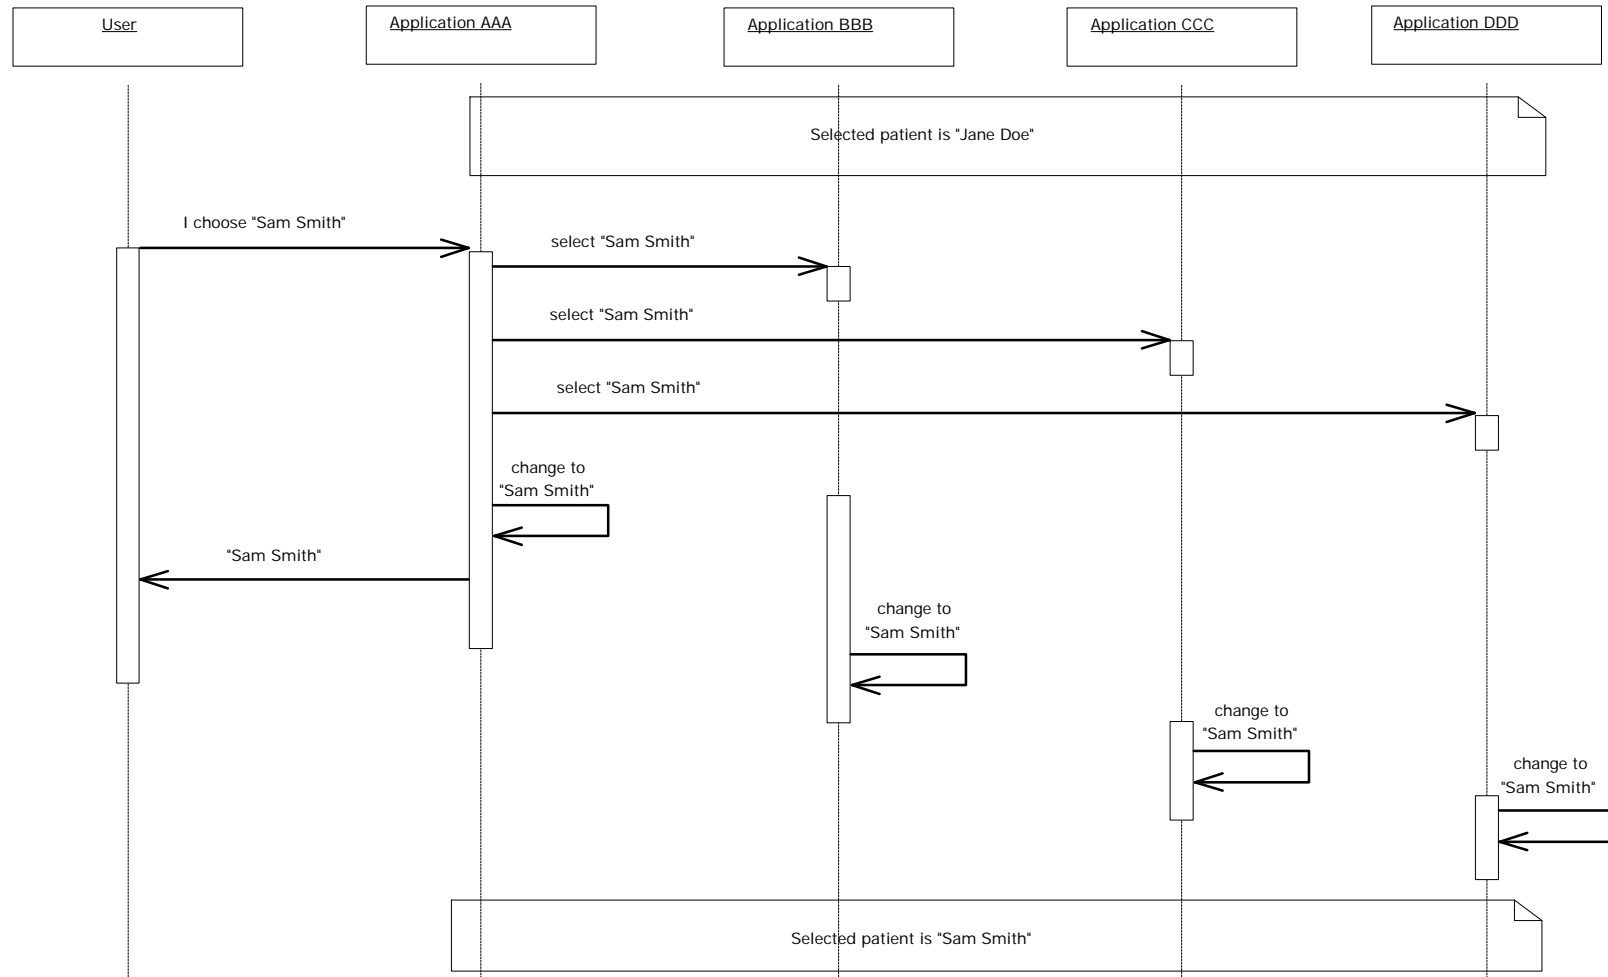 User
Application AAA
Application BBB
Application CCC
Application DDD
Selected patient is "Jane Doe"
I choose "Sam Smith"
select "Sam Smith"
select "Sam Smith"
select "Sam Smith"
change to
"Sam Smith"
"Sam Smith"
change to
"Sam Smith"
change to
"Sam Smith"
change to
"Sam Smith"
Selected patient is "Sam Smith"